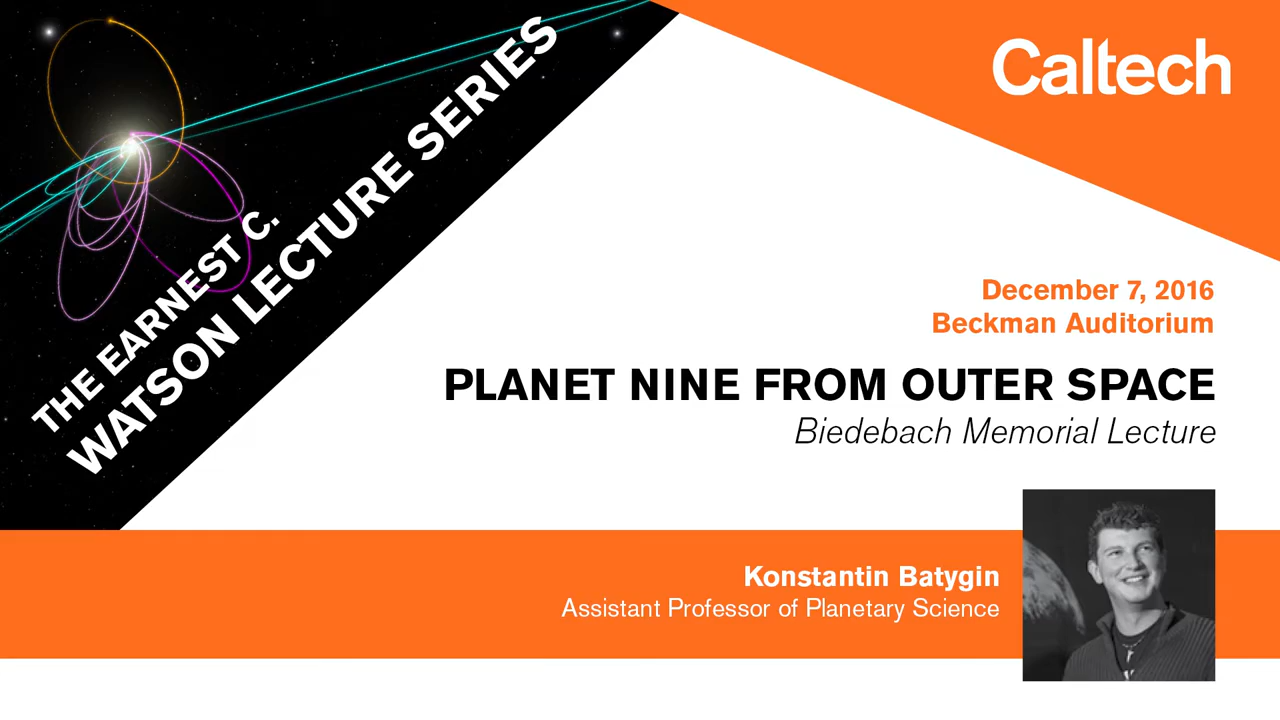 THE EARNEST C.
WATSON LECTURE SERIES
Caltech
December 7, 2016
Beckman Auditorium
PLANET NINE FROM OUTER SPACE
Biedebach Memorial Lecture
Konstantin Batygin
Assistant Professor of Planetary Science